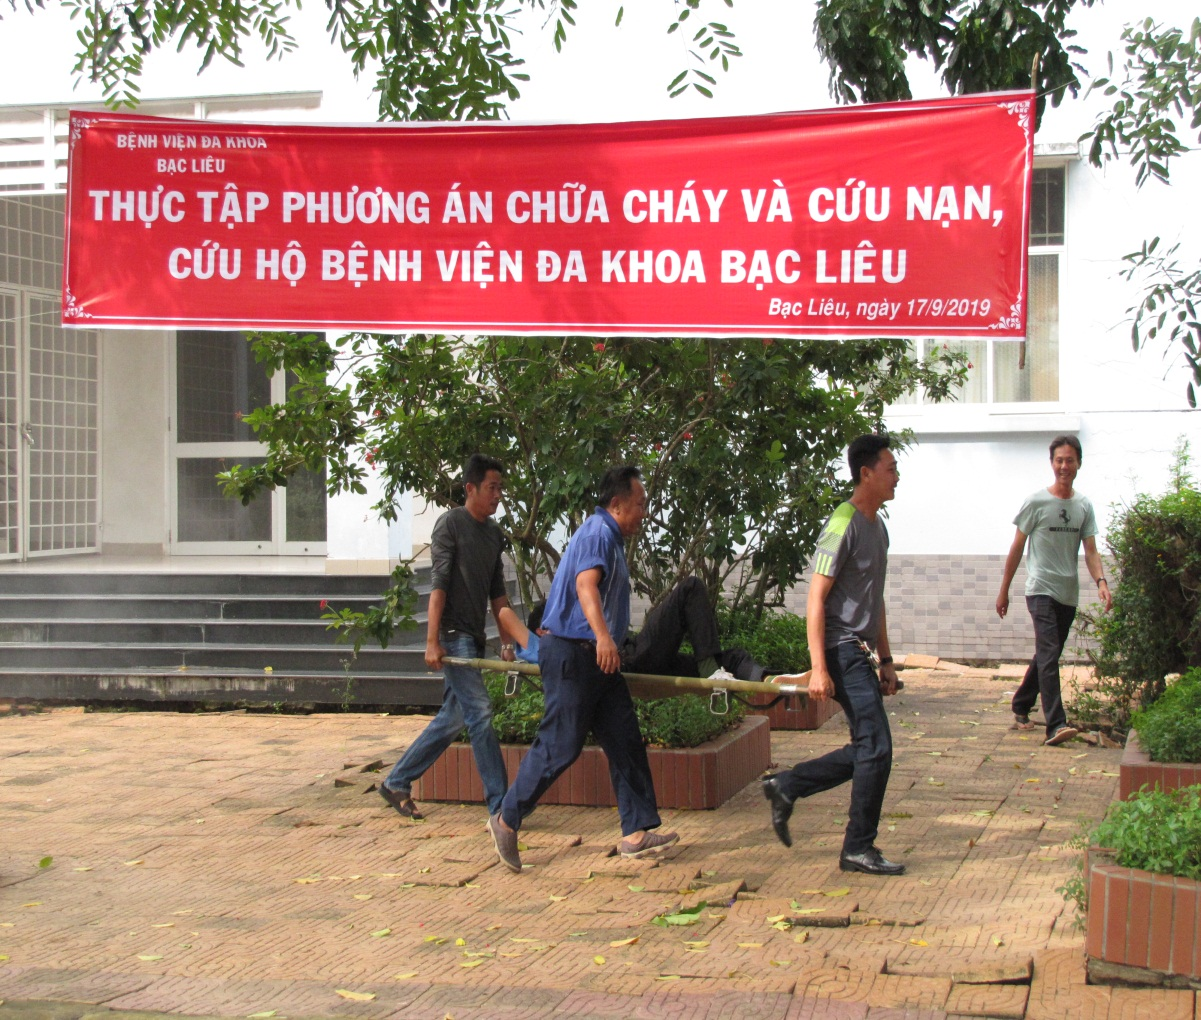 BỆNH VIỆN ĐA KHOA
BẠC LIÊU
THỰC TẬP PHƯƠNG ÁN CHỮA CHÁY VÀ CỨU NẠN,
CỨU HỘ BỆNH VIỆN ĐA KHOA BẠC LIÊU
Bạc Liêu, ngày 17/9/2019